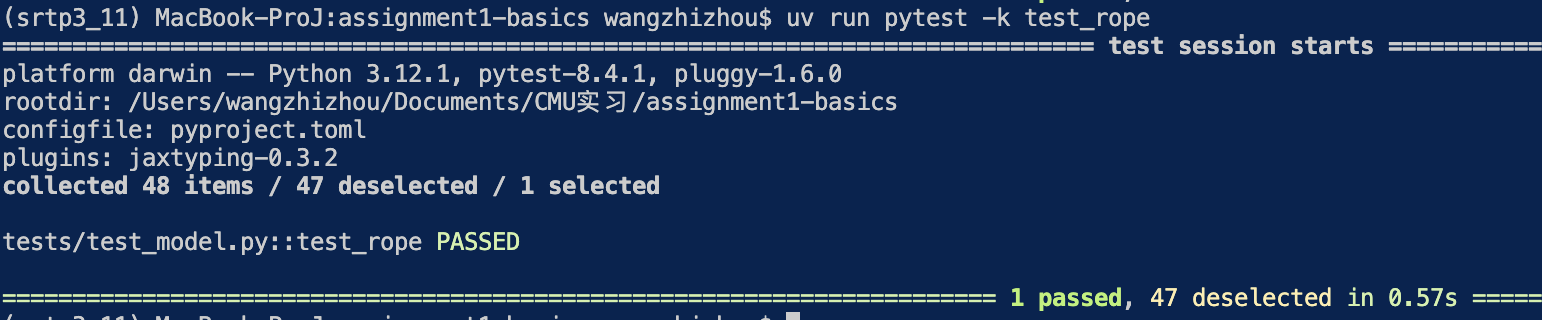 (srtp3_11) MacBook-ProJ:assignment1-basics wangzhizhou$ uv run pytest -k test_rope
============================================================================== test session starts ===========
platform darwin -- Python 3.12.1, pytest-8.4.1, pluggy-1.6.0
rootdir: /Users/wangzhizhou/Documents/CMU实习/assignment1-basics
configfile: pyproject.toml
plugins: jaxtyping-0.3.2
collected 48 items / 47 deselected / 1 selected
tests/test_model.py::test_rope PASSED
======================================================================= 1 passed, 47 deselected in 0.57s =====